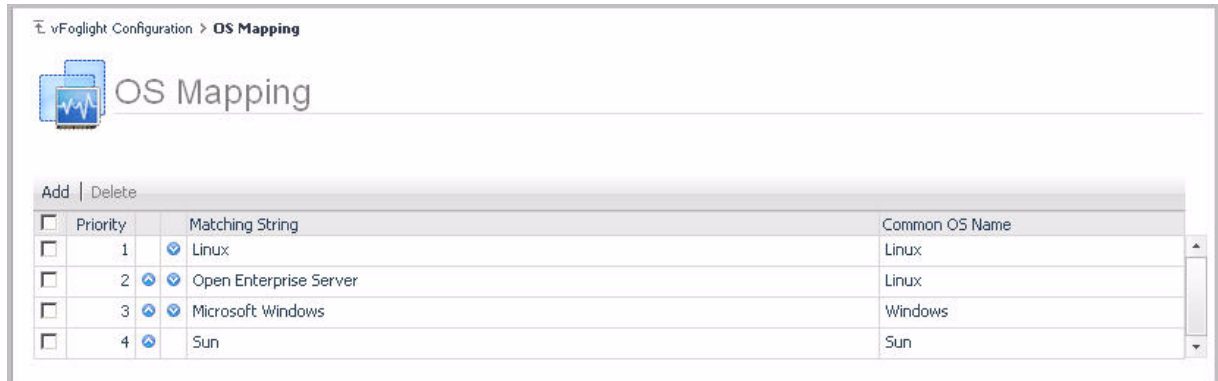 vFoglight Configuration > OS Mapping
OS Mapping
Add | Delete
Priority Matching String Common OS Name
1 Linux Linux
2 Open Enterprise Server Linux
3 Microsoft Windows Windows
4 Sun Sun